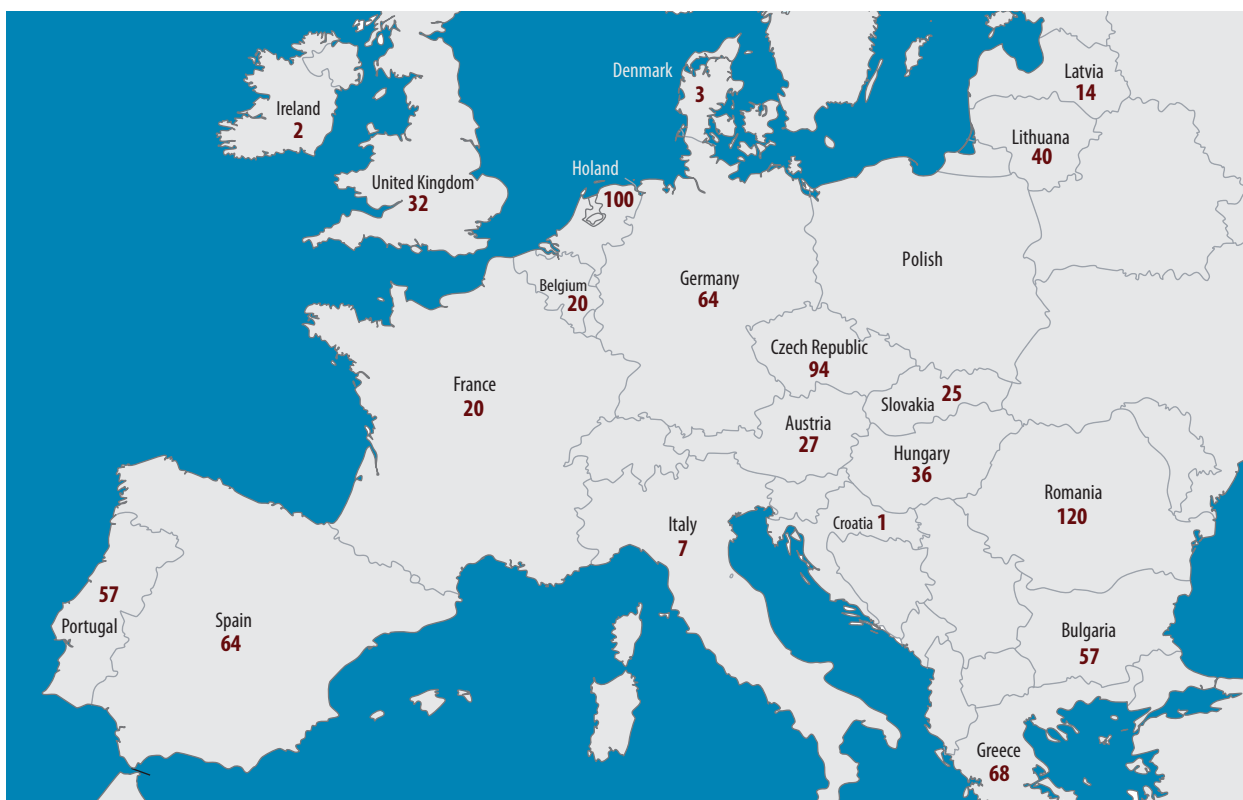 Denmark
3
Latvia
14
Ireland
2
Lithuana
40
Holand
100
United Kingdom
32
Polish
Belgium
20
Germany
64
Czech Republic
94
France
20
25
Slovakia
Austria
27
Hungary
36
Romania
120
Italy
7
Croatia 1
57
Portugal
Spain
64
Bulgaria
57
Greece
68